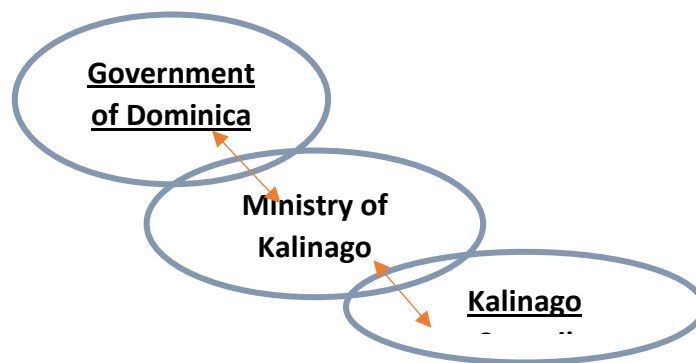 Government
of Dominica
Ministry of
Kalinago
Kalinago